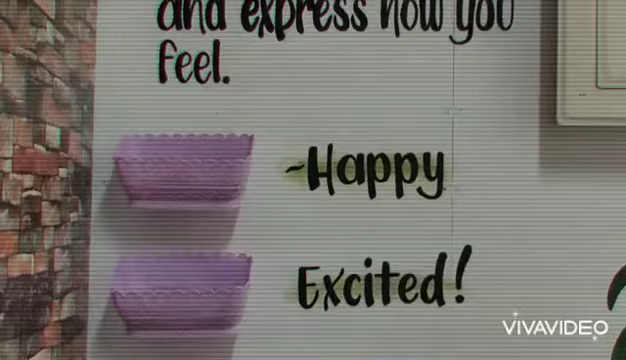 and express how you
feel.
~Happy
Excited!
VIVAVIDEO